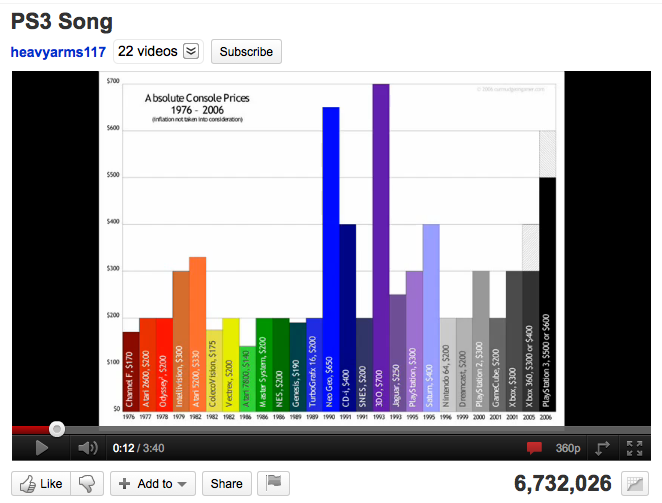 PS3 Song
heavyarms117 22 videos Subscribe
Absolute Console Prices
1976 - 2006
(Inflation not taken into consideration)
$700
$600
$500
$400
$300
$200
$100
$0
Channel F, $170
Atari 2600, $200
Odyssey², $200
Intellivision, $300
Atari 5200, $330
ColecoVision, $175
Vectrex, $200
Atari 7800, $140
Master System, $200
NES, $200
Genesis, $190
TurboGrafx 16, $200
Neo Geo, $650
CD-i, $400
SNES, $200
3DO, $700
Jaguar, $250
PlayStation, $300
Saturn, $400
Nintendo 64, $200
Dreamcast, $200
PlayStation 2, $300
GameCube, $200
Xbox, $300
Xbox 360, $300 or $400
PlayStation 3, $500 or $600
1976 1977 1978 1979 1982 1982 1982 1986 1986 1985 1989 1989 1990 1991 1991 1993 1993 1995 1995 1996 1999 2000 2001 2001 2005 2006
0:12 / 3:40 360p
Like Add to Share 6,732,026